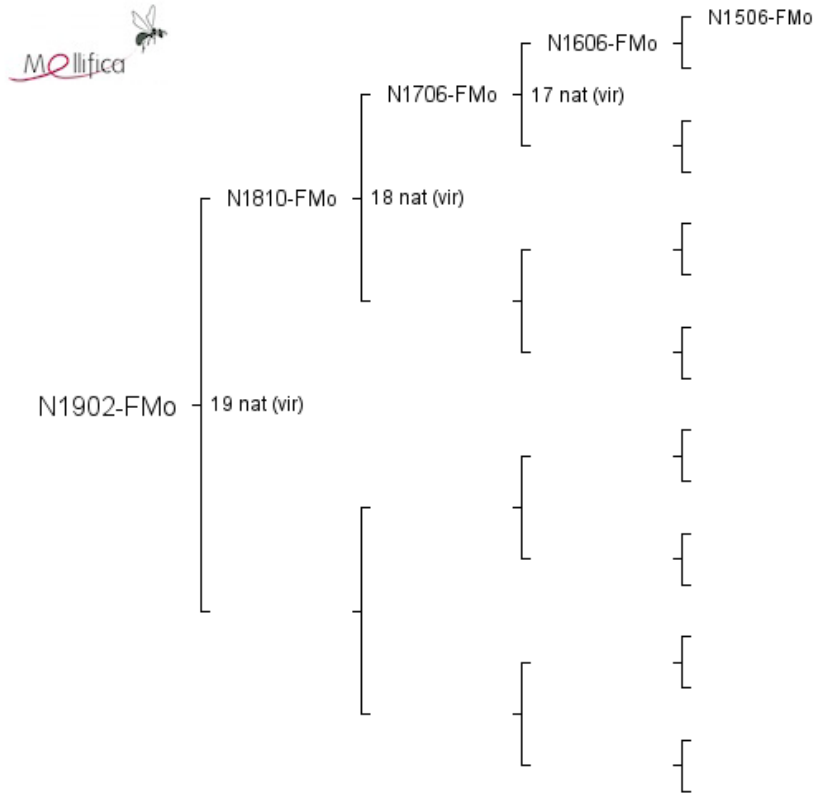 Mellifica
N1506-FMo
N1606-FMo
N1706-FMo
17 nat (vir)
N1810-FMo
18 nat (vir)
N1902-FMo
19 nat (vir)